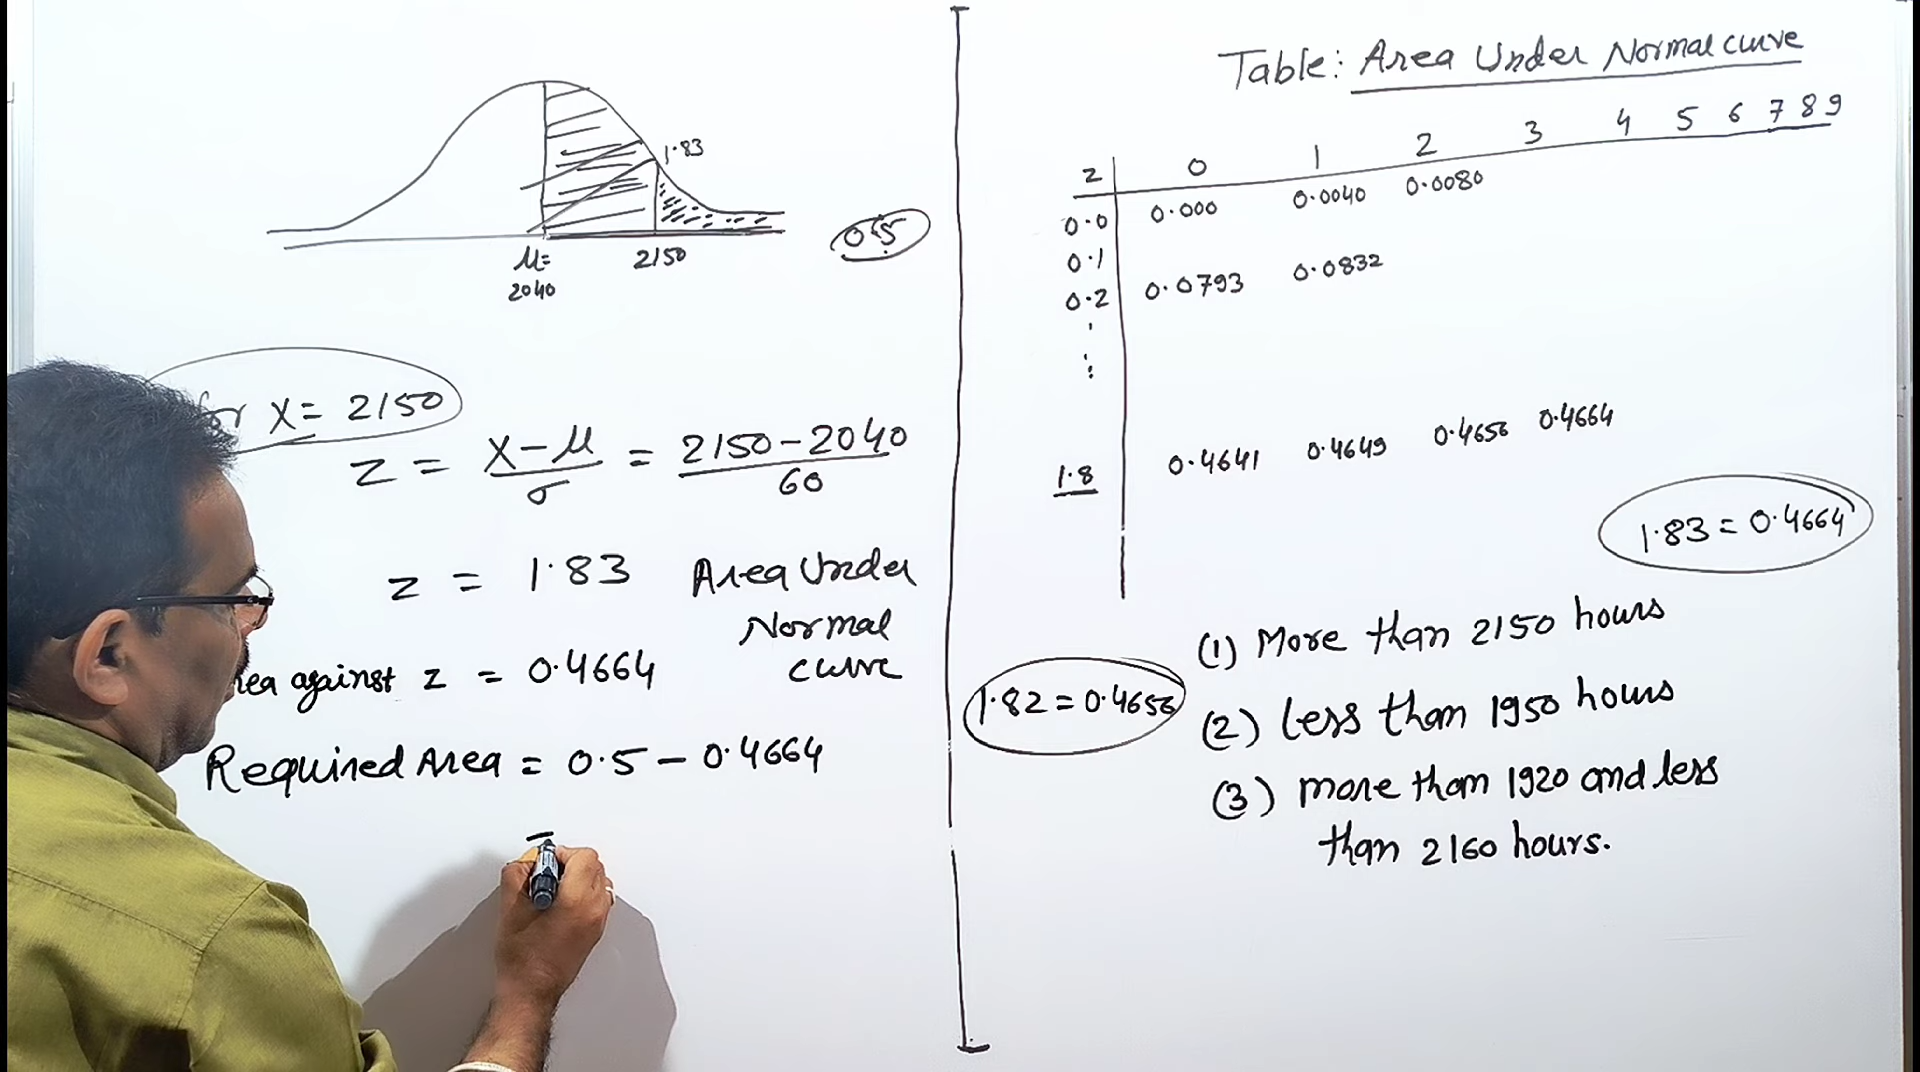 1.83
0.5
μ= 2150
2040
for X= 2150
z = X-μ/σ = 2150-2040/60
z = 1.83 Area Under
Normal
curve
against z = 0.4664
Required Area = 0.5 - 0.4664
=
Table: Area Under Normal curve
z 0 1 2 3 4 5 6 7 8 9
0.0 0.000 0.0040 0.0080
0.1
0.2 0.0793 0.0832
1.8 0.4641 0.4649 0.4656 0.4664
1.83 = 0.4664
1.82 = 0.4656
(1) More than 2150 hours
(2) Less than 1950 hours
(3) more than 1920 and less
than 2160 hours.